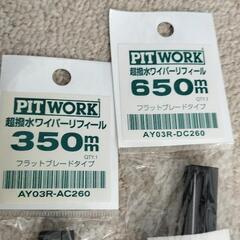 PITWORK
超撥水ワイパーリフィール
350mm
QTY.1
フラットブレードタイプ
AY03R-AC260
PITWORK
超撥水ワイパーリフィール
650mm
QTY.1
フラットブレードタイプ
AY03R-DC260